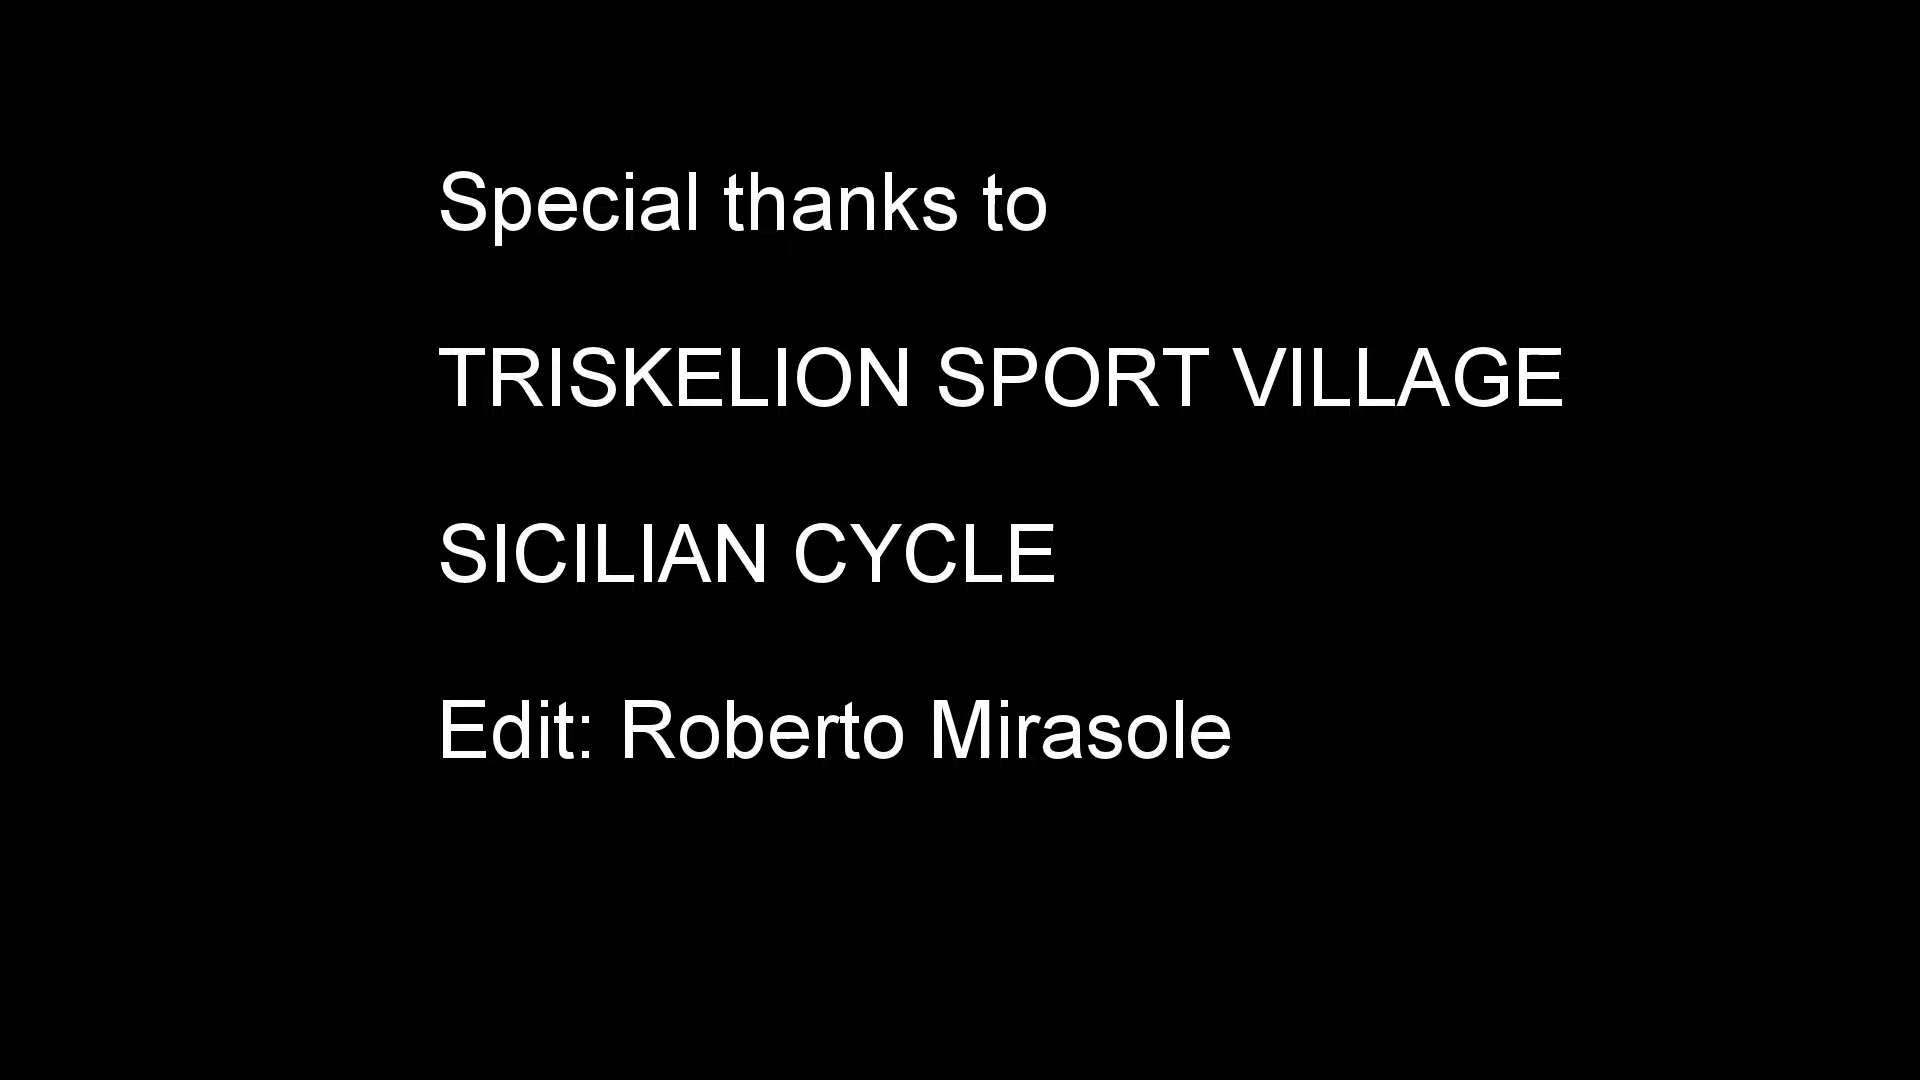 Special thanks to
TRISKELION SPORT VILLAGE
SICILIAN CYCLE
Edit: Roberto Mirasole